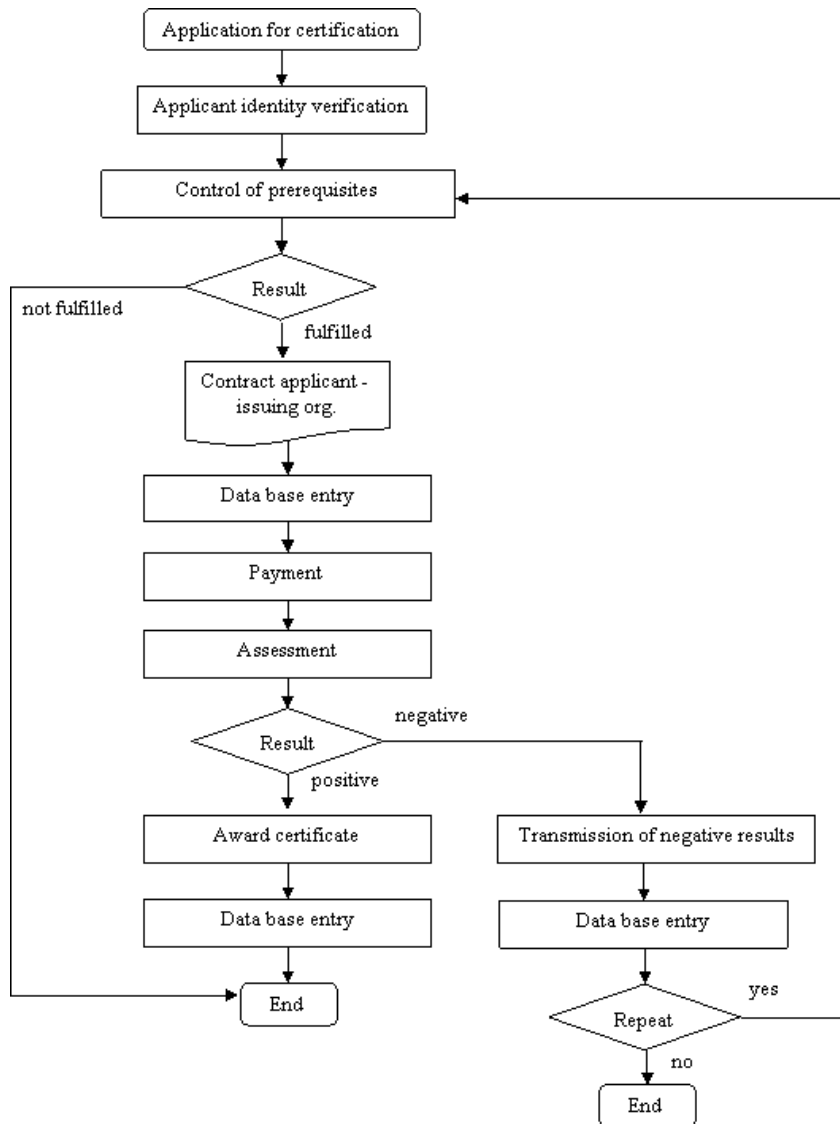 Application for certification
Applicant identity verification
Control of prerequisites
Result
not fulfilled
fulfilled
Contract applicant -
issuing org.
Data base entry
Payment
Assessment
negative
Result
positive
Award certificate
Transmission of negative results
Data base entry
Data base entry
yes
End
Repeat
no
End